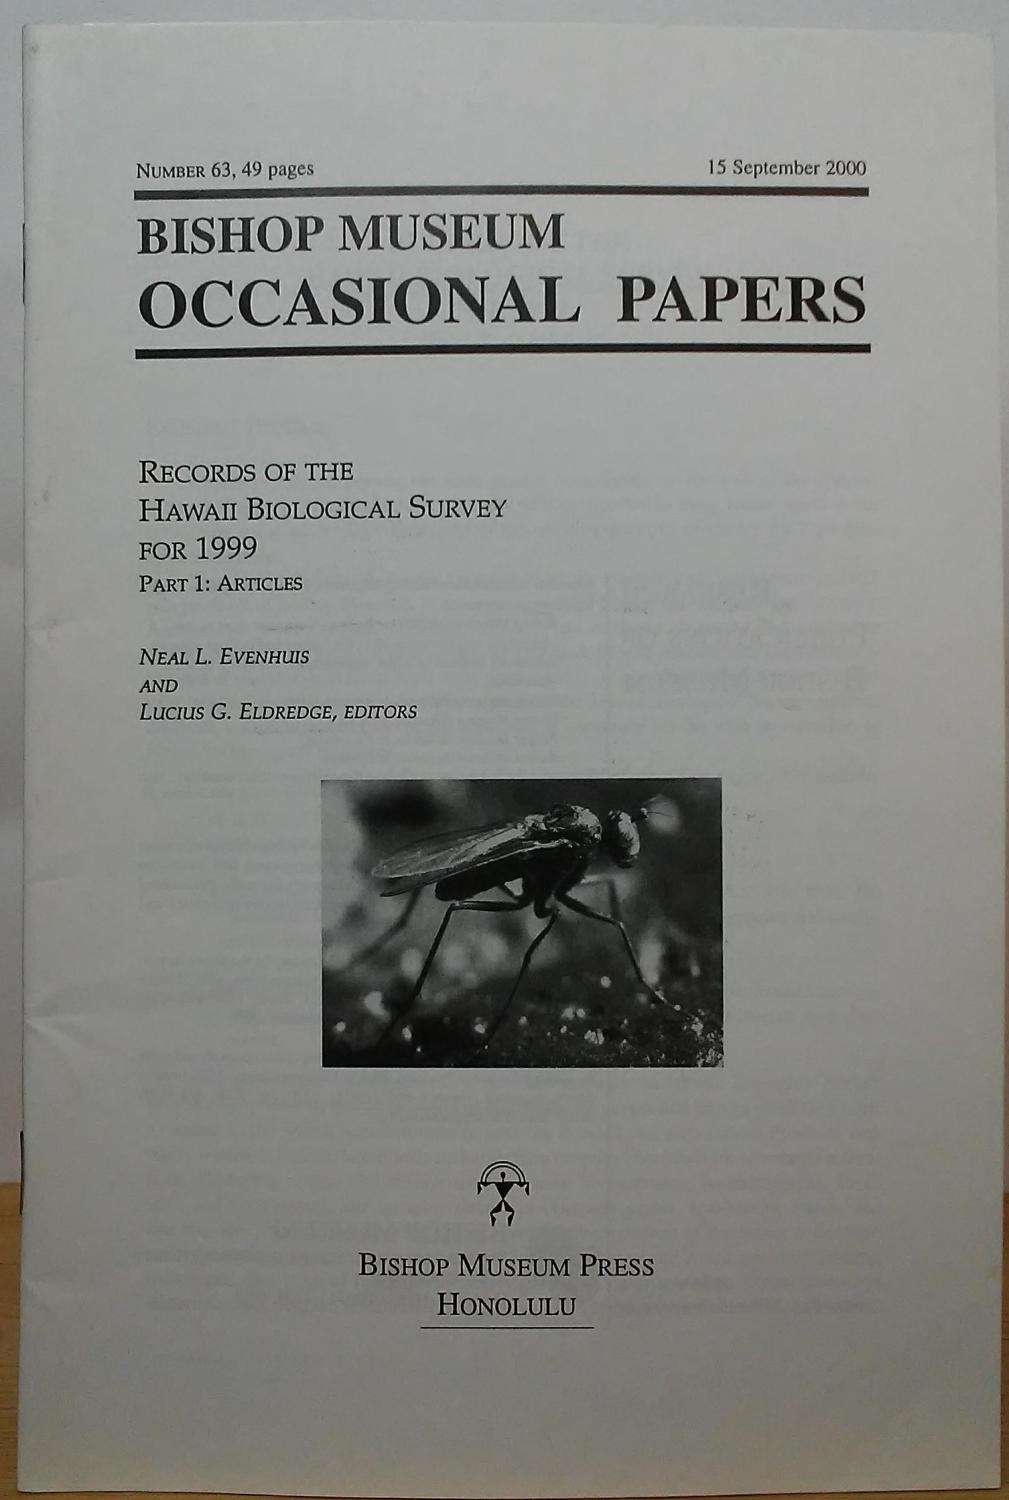 NUMBER 63, 49 pages 15 September 2000
BISHOP MUSEUM
OCCASIONAL PAPERS
RECORDS OF THE
HAWAII BIOLOGICAL SURVEY
FOR 1999
PART 1: ARTICLES
NEAL L. EVENHUIS
AND
LUCIUS G. ELDREDGE, EDITORS
BISHOP MUSEUM PRESS
HONOLULU